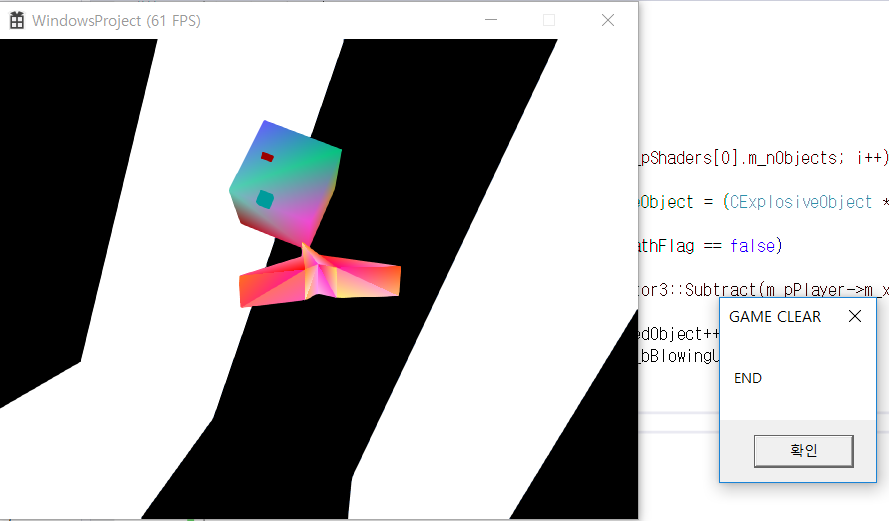 WindowsProject (61 FPS)
pShaders[0].m_nObjects; i++)
eObject = (CExplosiveObject *
athFlag == false)
tor3::Subtract(m_pPlayer->m_x
edObject++
_bBlowingU
GAME CLEAR
END
확인